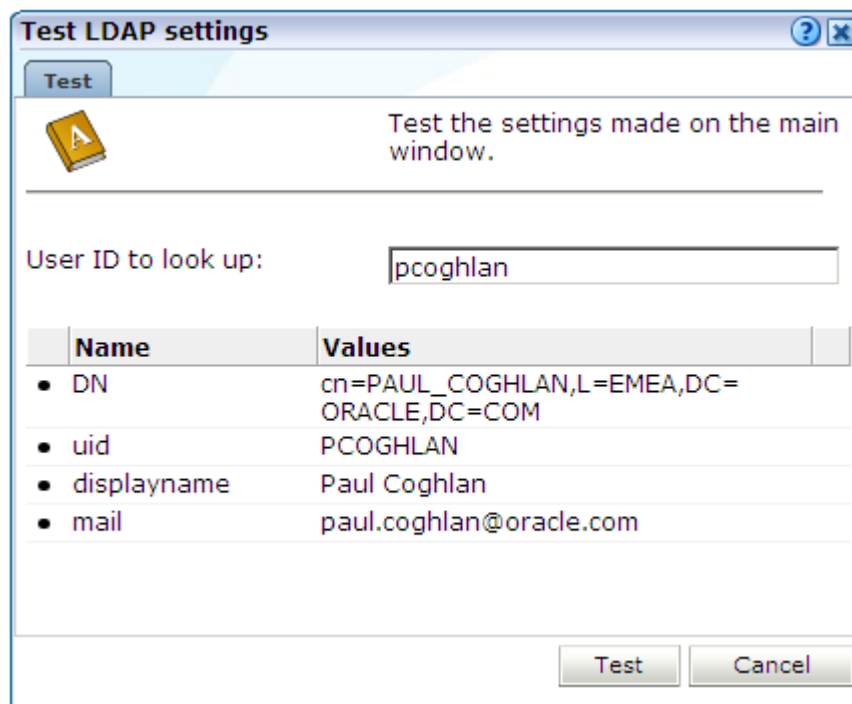 Test LDAP settings
Test
A
Test the settings made on the main
window.
User ID to look up:
pcoghlan
Name Values
DN cn=PAUL_COGHLAN,L=EMEA,DC=
ORACLE,DC=COM
uid PCOGHLAN
displayname Paul Coghlan
mail paul.coghlan@oracle.com
Test Cancel